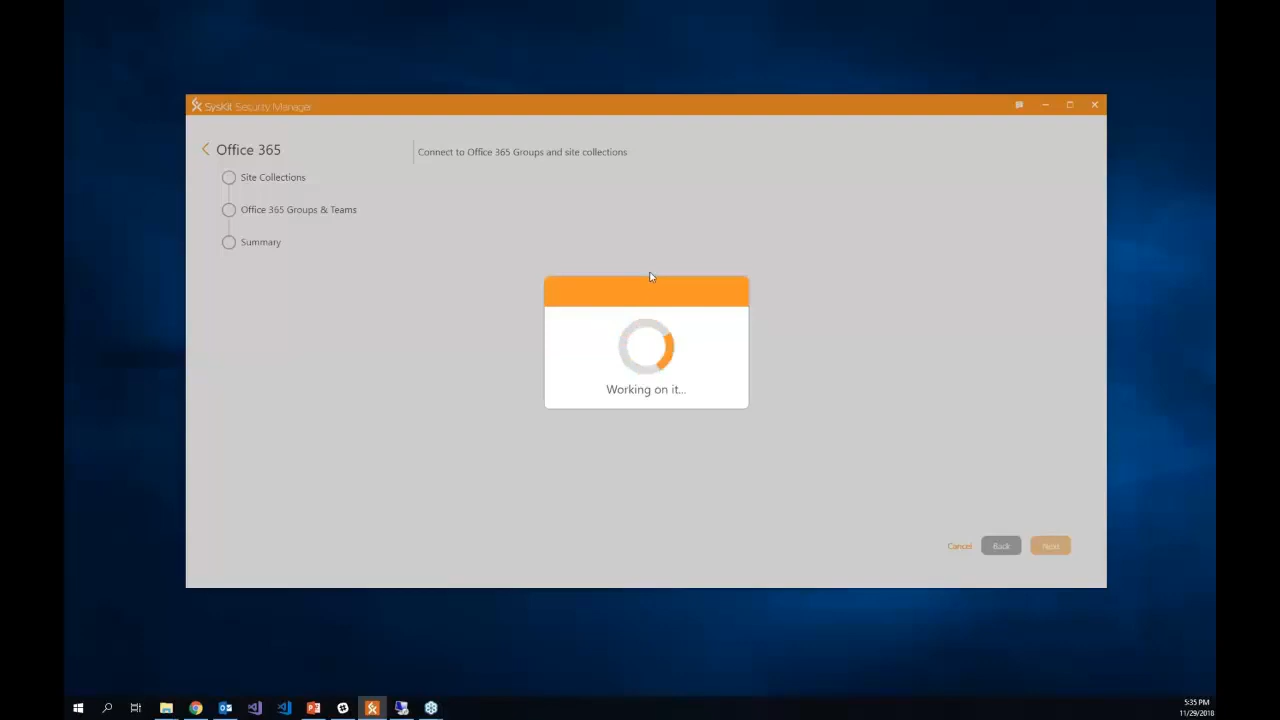 SysKit Security Manager
Office 365
Connect to Office 365 Groups and site collections
Site Collections
Office 365 Groups & Teams
Summary
Working on it...
Cancel
Back
Next
5:35 PM
11/29/2018